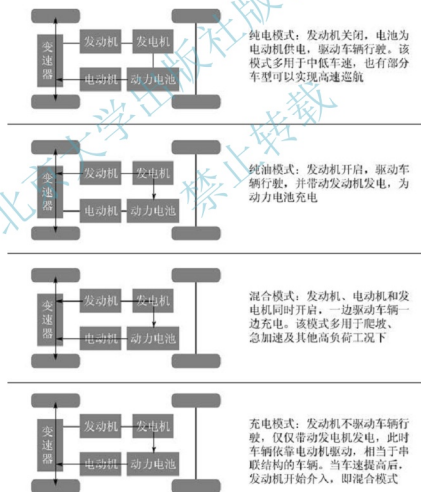 变速器
发动机 发电机
电动机 动力电池
纯电模式：发动机关闭，电池为
电动机供电，驱动车辆行驶。该
模式多用于中低车速，也有部分
车型可以实现高速巡航
变速器
发动机 发电机
电动机 动力电池
纯油模式：发动机开启，驱动车
辆行驶，并带动发动机发电，为
动力电池充电
变速器
发动机 发电机
电动机 动力电池
混合模式：发动机、电动机和发
电机同时开启，一边驱动车辆一
边充电。该模式多用于爬坡、
急加速及其他高负荷工况下
变速器
发动机 发电机
电动机 动力电池
充电模式：发动机不驱动车辆行
驶，仅仅带动发电机发电，此时
车辆依靠电动机驱动，相当于串
联结构的车辆。当车速提高后，
发动机开始介入，即混合模式
北京大学出版社版权
禁止转载